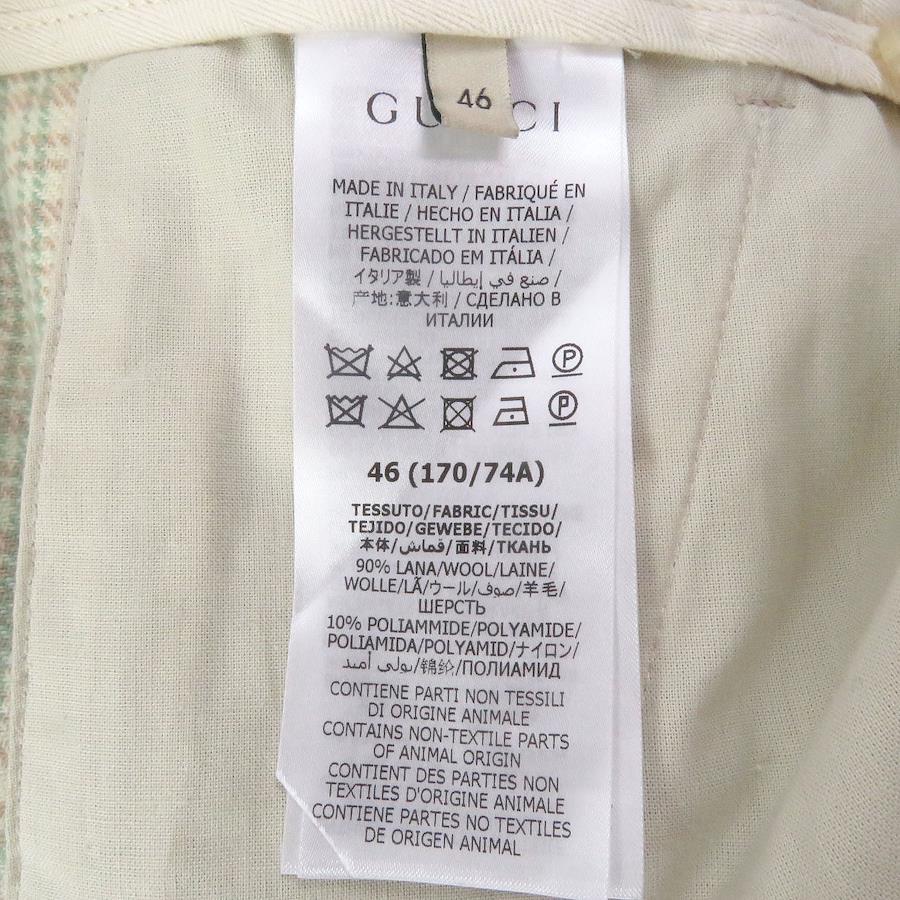 46
GUCCI
MADE IN ITALY / FABRIQUÉ EN
ITALIE / HECHO EN ITALIA /
HERGESTELLT IN ITALIEN /
FABRICADO EM ITÁLIA /
イタリア製 / صنع في إيطاليا /
产地:意大利 / СДЕЛАНО В
ИТАЛИИ
P
P
46 (170/74A)
TESSUTO/FABRIC/TISSU/
TEJIDO/GEWEBE/TECIDO/
本体/قماش/面料/ТКАНЬ
90% LANA/WOOL/LAINE/
WOLLE/LÃ/ウール/صوف/羊毛/
ШЕРСТЬ
10% POLIAMMIDE/POLYAMIDE/
POLIAMIDA/POLYAMID/ナイロン/
بولي أميد/锦纶/ПОЛИАМИД
CONTIENE PARTI NON TESSILI
DI ORIGINE ANIMALE
CONTAINS NON-TEXTILE PARTS
OF ANIMAL ORIGIN
CONTIENT DES PARTIES NON
TEXTILES D'ORIGINE ANIMALE
CONTIENE PARTES NO TEXTILES
DE ORIGEN ANIMAL